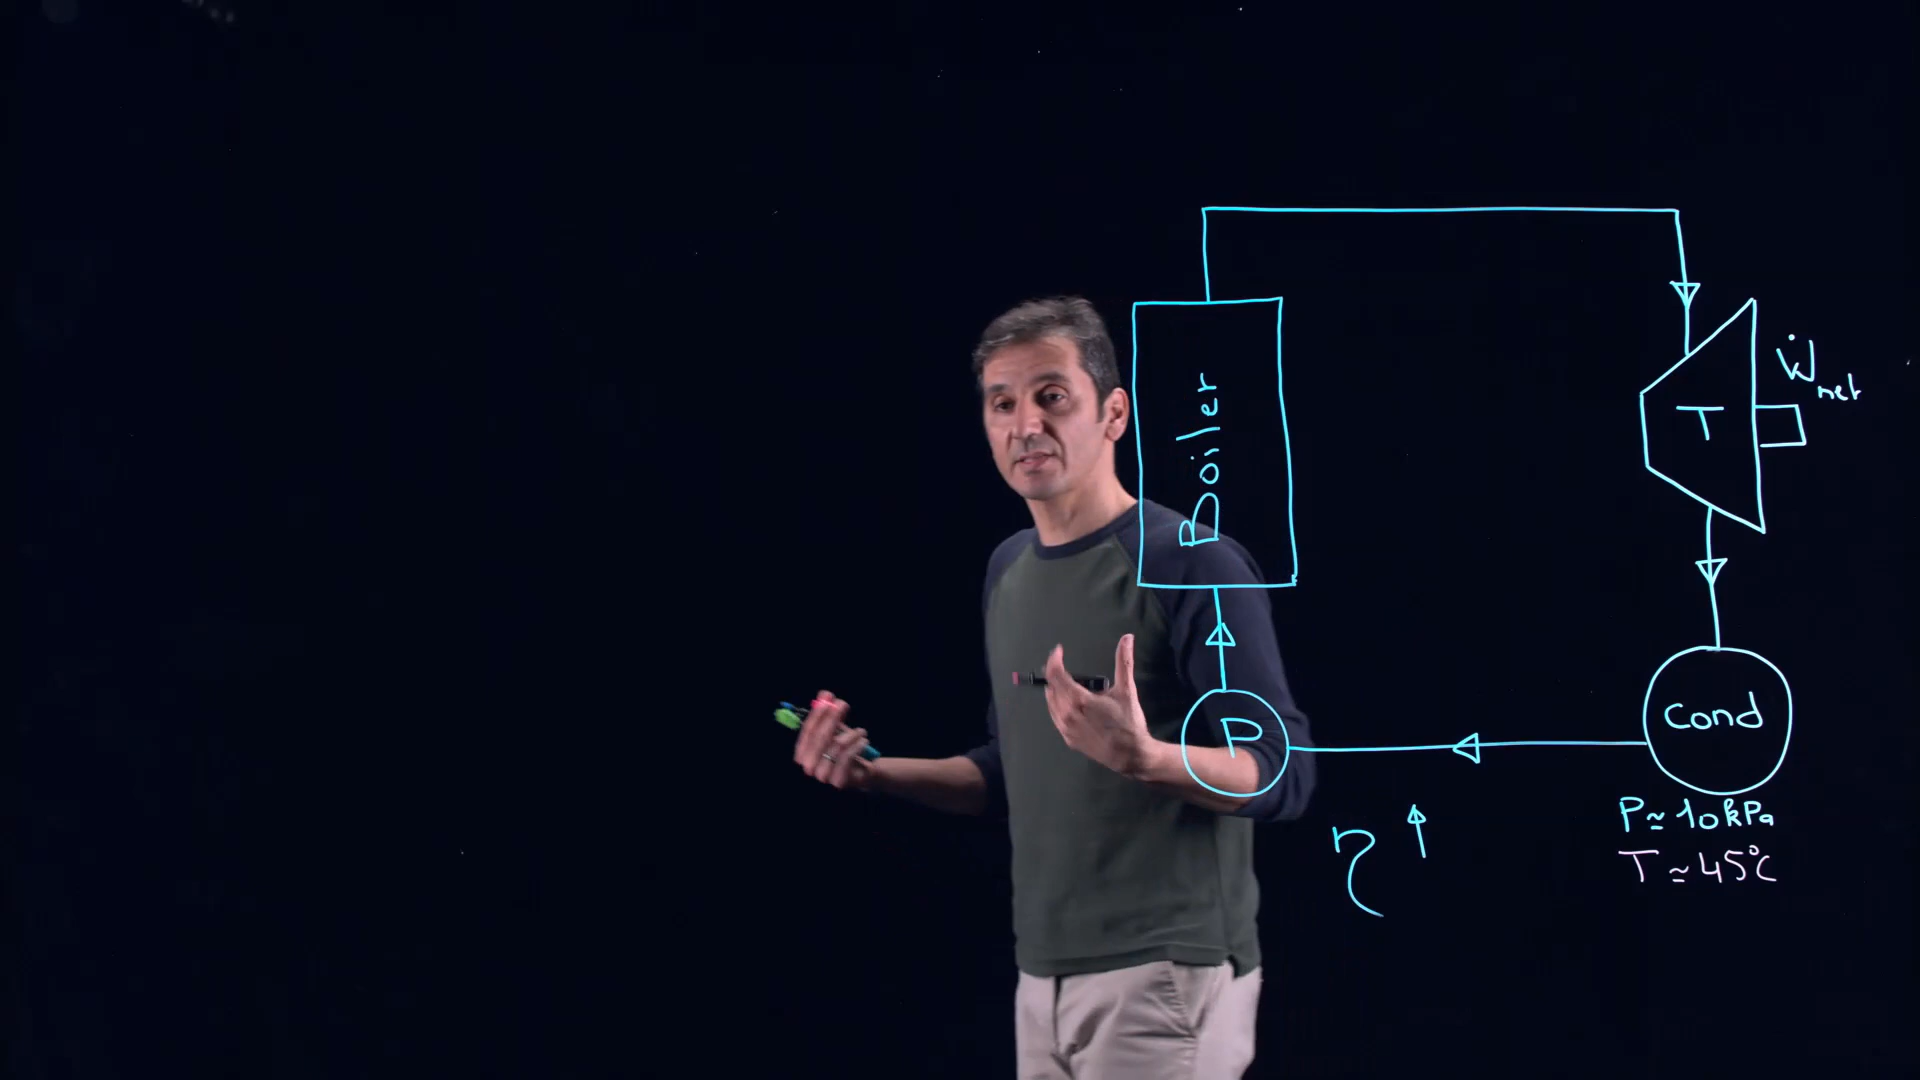 Boiler
T
Ẇnet
P
Cond
P≃10kPa
T≃45°C
η↑